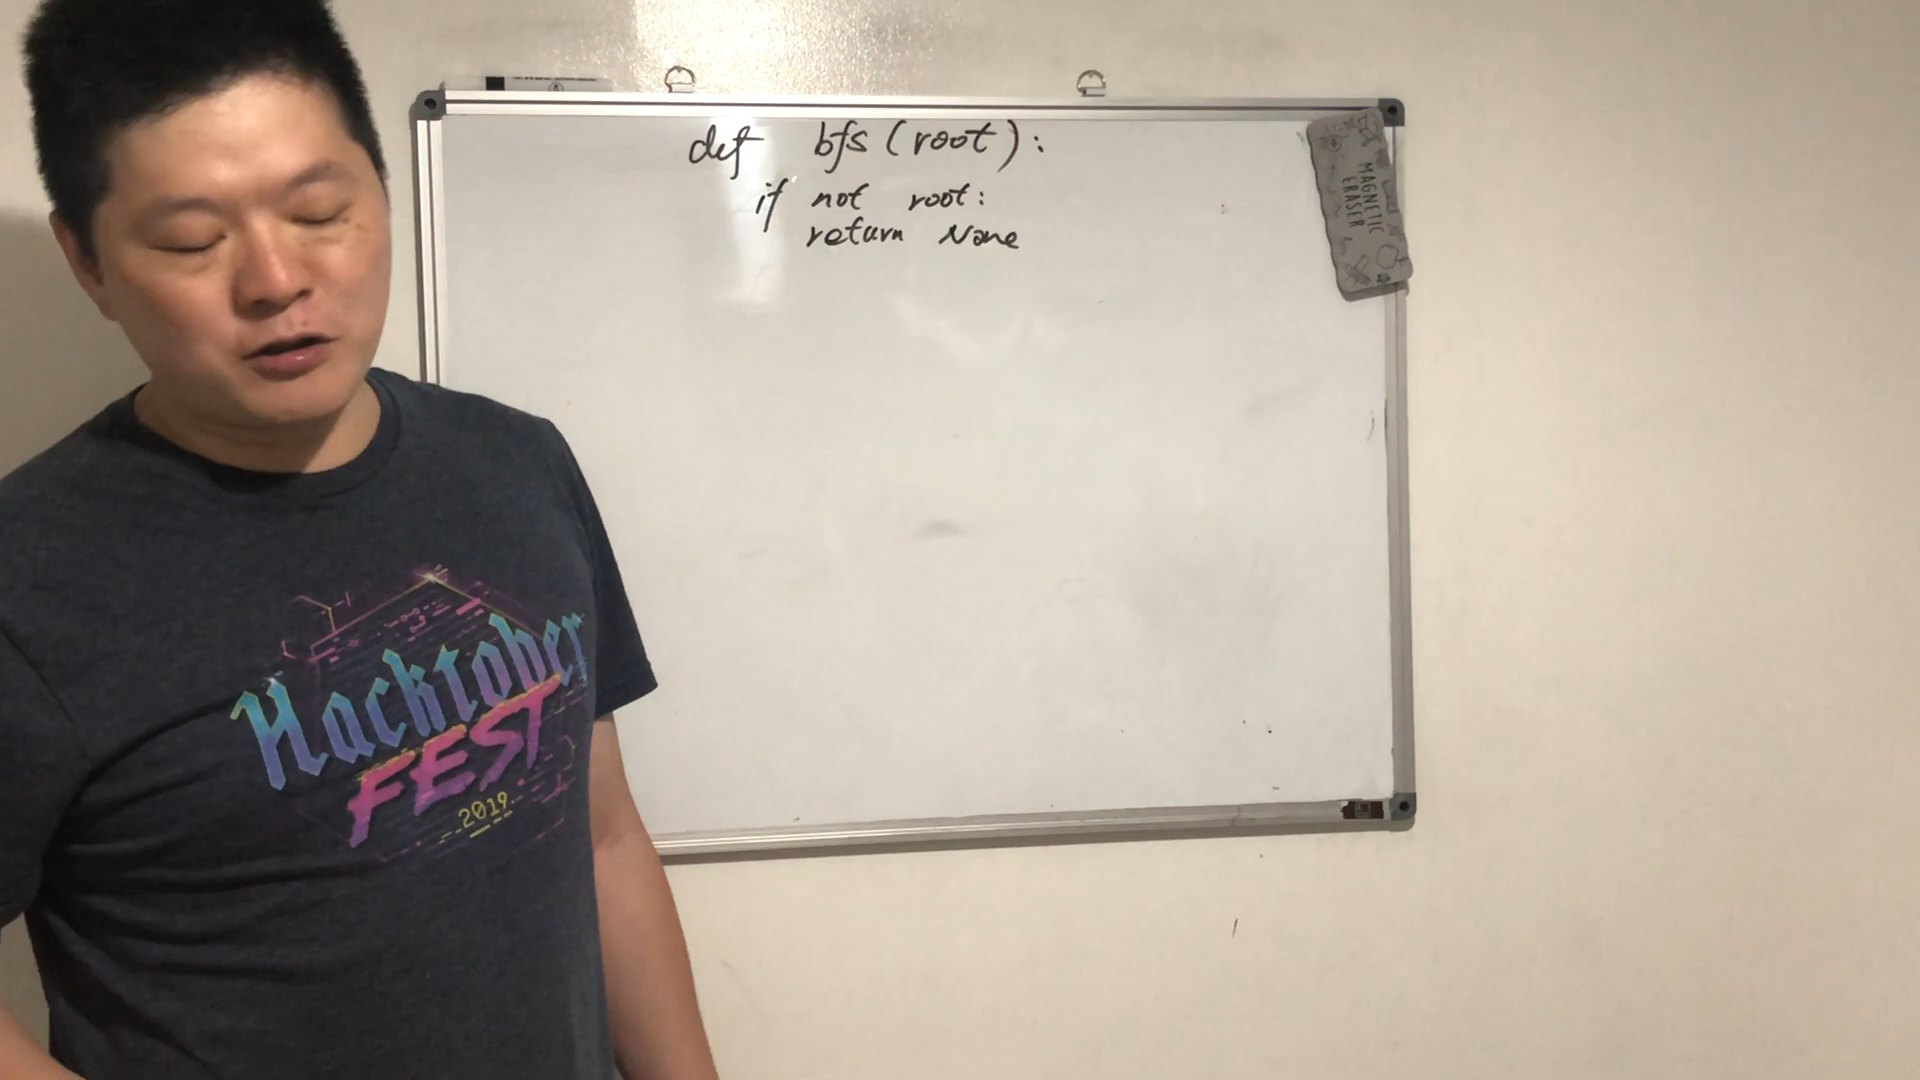 def bfs(root):
if not root:
return None
MAGNETIC
ERASER
Hacktober
FEST
2019